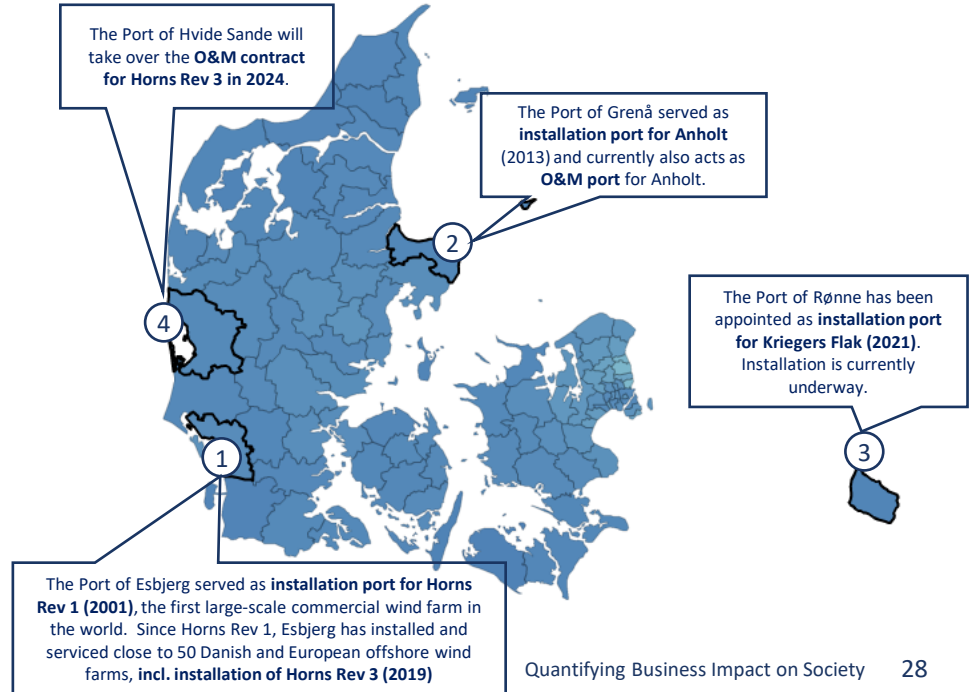 The Port of Hvide Sande will
take over the O&M contract
for Horns Rev 3 in 2024.
The Port of Grenå served as
installation port for Anholt
(2013) and currently also acts as
O&M port for Anholt.
2
4
The Port of Rønne has been
appointed as installation port
for Kriegers Flak (2021).
Installation is currently
underway.
3
1
The Port of Esbjerg served as installation port for Horns
Rev 1 (2001), the first large-scale commercial wind farm in
the world. Since Horns Rev 1, Esbjerg has installed and
serviced close to 50 Danish and European offshore wind
farms, incl. installation of Horns Rev 3 (2019)
Quantifying Business Impact on Society 28